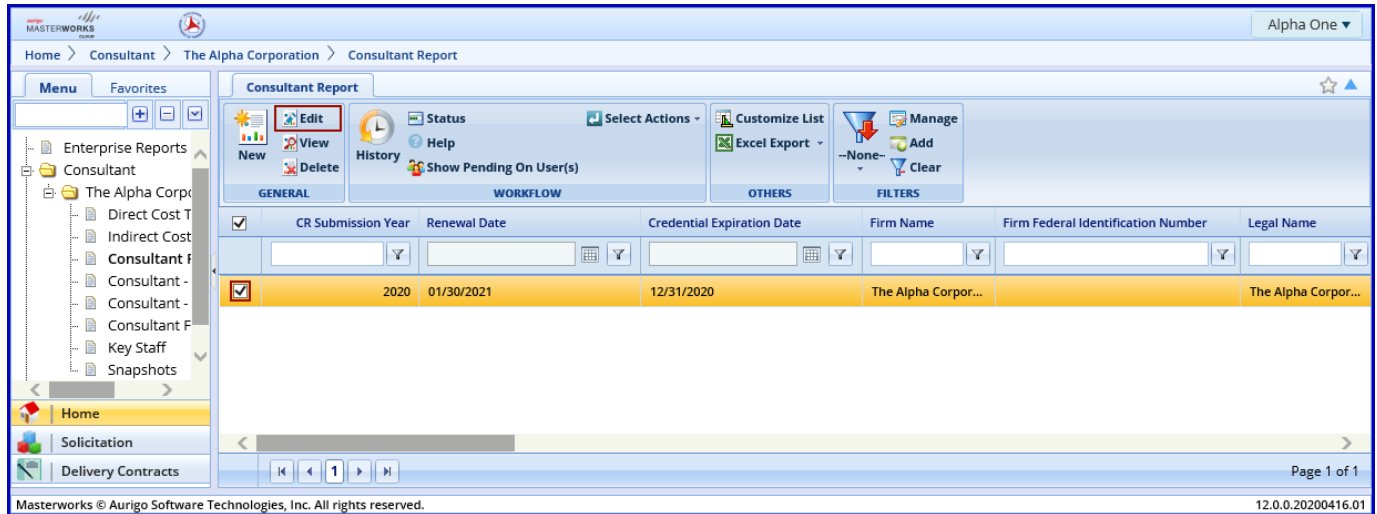 aurigo
MASTERWORKS
CLOUD
Alpha One ▼
Home > Consultant > The Alpha Corporation > Consultant Report
Menu Favorites
Consultant Report
Enterprise Reports
Consultant
The Alpha Corpo
Direct Cost T
Indirect Cost
Consultant F
Consultant -
Consultant -
Consultant F
Key Staff
Snapshots
Home
Solicitation
Delivery Contracts
New
Edit
View
Delete
GENERAL
History
Status
Help
Show Pending On User(s)
Select Actions
WORKFLOW
Customize List
Excel Export
OTHERS
--None--
Manage
Add
Clear
FILTERS
CR Submission Year Renewal Date Credential Expiration Date Firm Name Firm Federal Identification Number Legal Name
2020 01/30/2021 12/31/2020 The Alpha Corpor... The Alpha Corpor...
1
Page 1 of 1
Masterworks © Aurigo Software Technologies, Inc. All rights reserved. 12.0.0.20200416.01